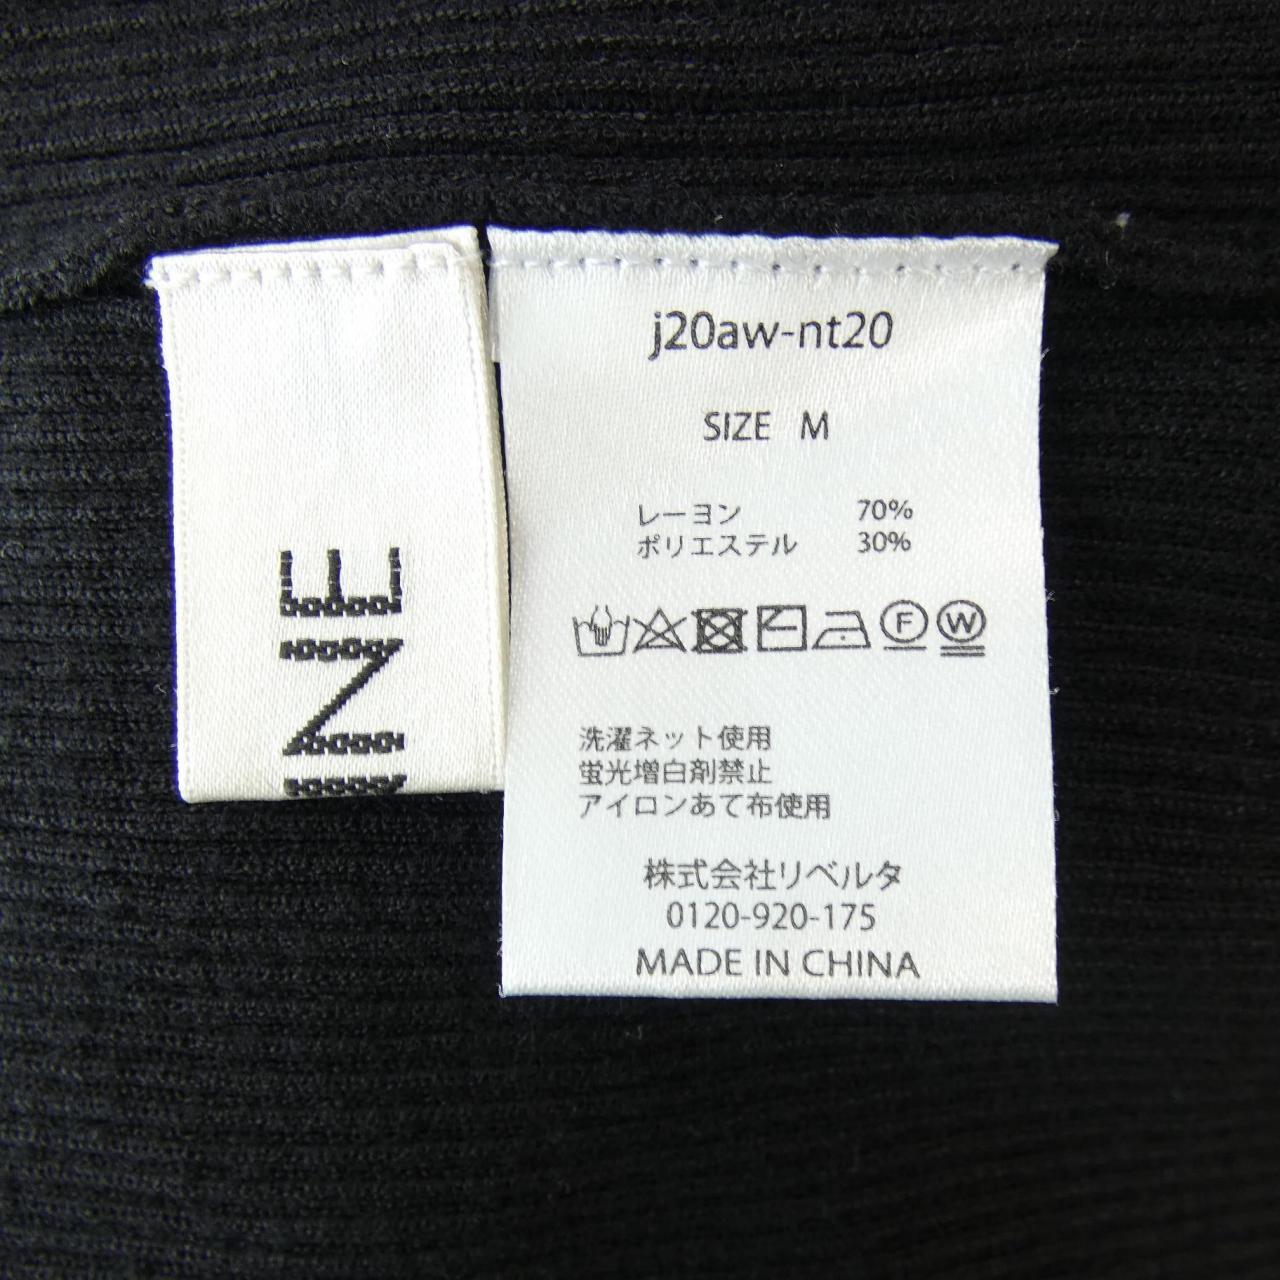 INE
j20aw-nt20
SIZE M
レーヨン 70%
ポリエステル 30%
F W
洗濯ネット使用
蛍光増白剤禁止
アイロンあて布使用
株式会社リベルタ
0120-920-175
MADE IN CHINA